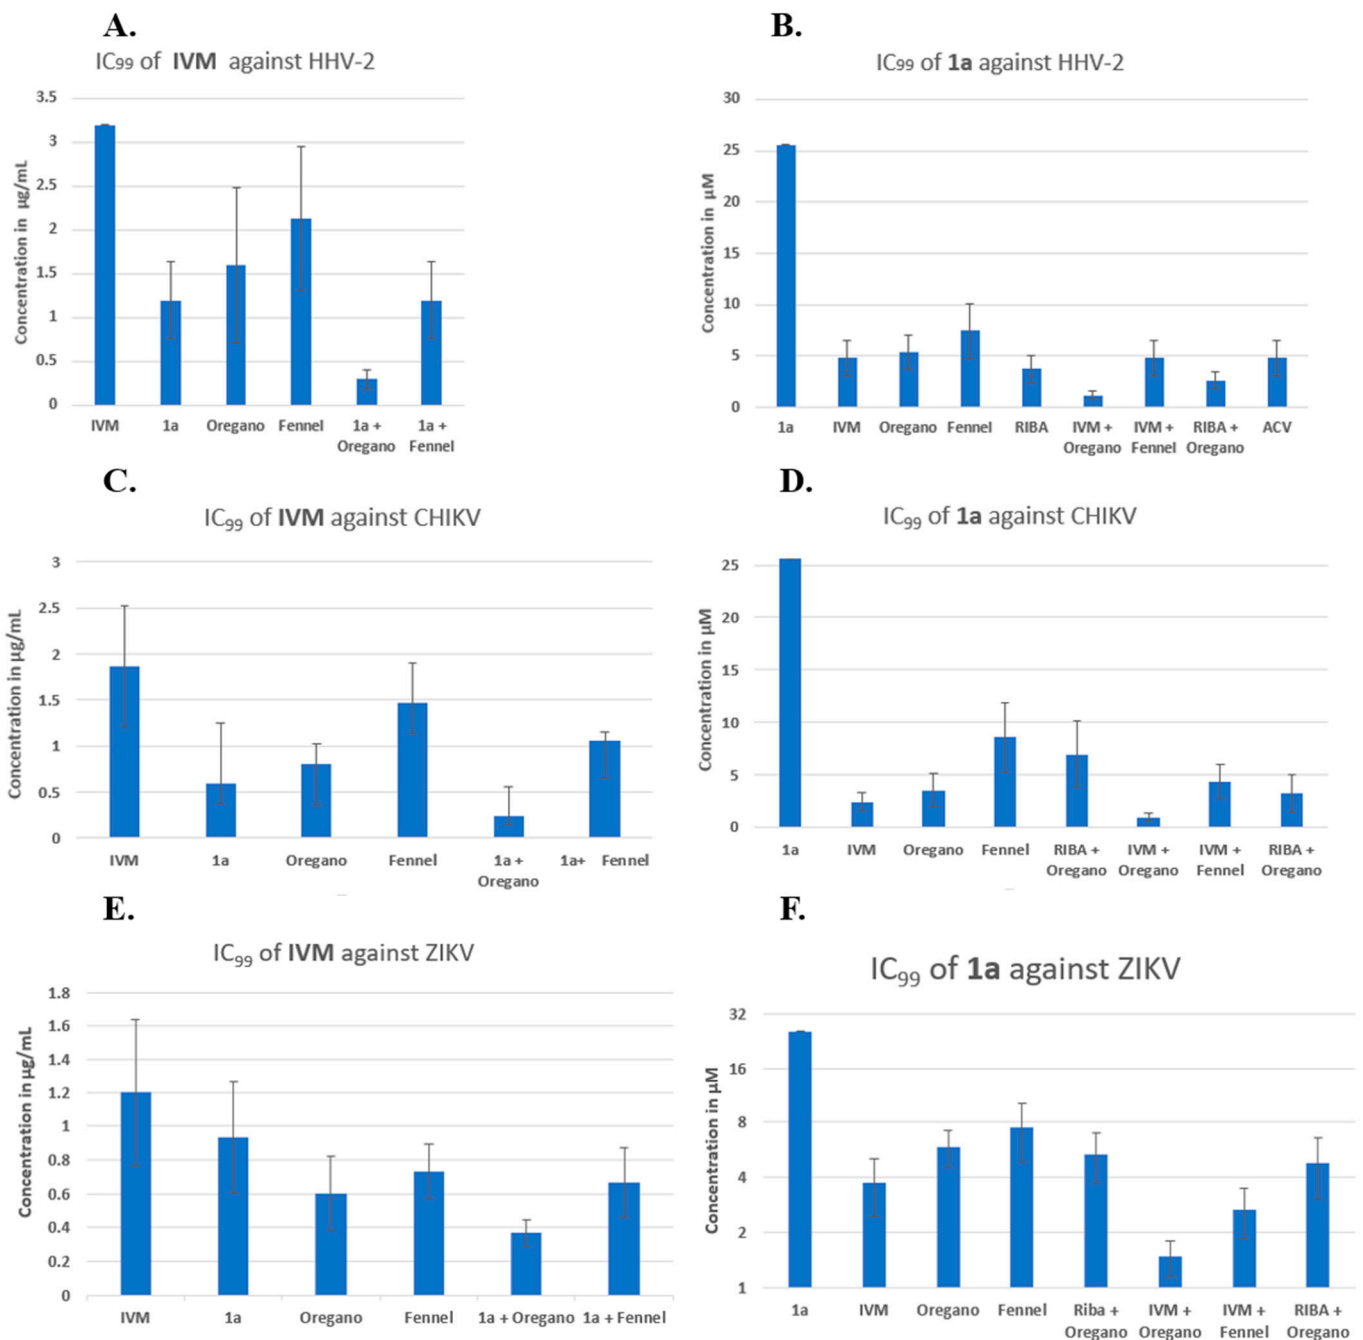 A.
IC99 of IVM against HHV-2
Concentration in µg/mL
3.5
3
2.5
2
1.5
1
0.5
0
IVM 1a Oregano Fennel 1a + Oregano 1a + Fennel
B.
IC99 of 1a against HHV-2
Concentration in µM
30
25
20
15
10
5
0
1a IVM Oregano Fennel RIBA IVM + Oregano IVM + Fennel RIBA + Oregano ACV
C.
IC99 of IVM against CHIKV
Concentration in µg/mL
3
2.5
2
1.5
1
0.5
0
IVM 1a Oregano Fennel 1a + Oregano 1a+ Fennel
D.
IC99 of 1a against CHIKV
Concentration in µM
25
20
15
10
5
0
1a IVM Oregano Fennel RIBA + Oregano IVM + Oregano IVM + Fennel RIBA + Oregano
E.
IC99 of IVM against ZIKV
Concentration in µg/mL
1.8
1.6
1.4
1.2
1
0.8
0.6
0.4
0.2
0
IVM 1a Oregano Fennel 1a + Oregano 1a + Fennel
F.
IC99 of 1a against ZIKV
Concentration in µM
32
16
8
4
2
1
1a IVM Oregano Fennel Riba + Oregano IVM + Oregano IVM + Fennel RIBA + Oregano